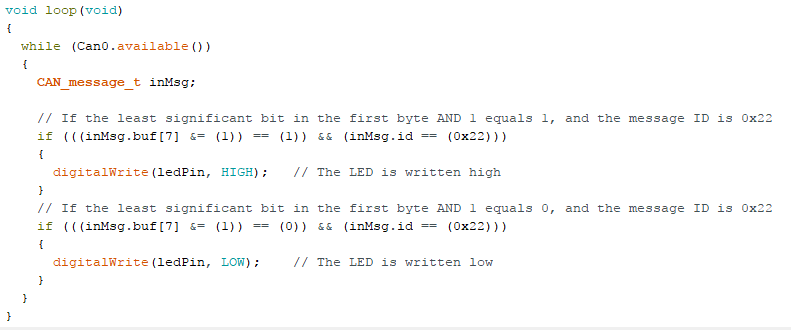 void loop(void)
{
  while (Can0.available())
  {
    CAN_message_t inMsg;

    // If the least significant bit in the first byte AND 1 equals 1, and the message ID is 0x22
    if (((inMsg.buf[7] &= (1)) == (1)) && (inMsg.id == (0x22)))
    {
      digitalWrite(ledPin, HIGH);   // The LED is written high
    }
    // If the least significant bit in the first byte AND 1 equals 0, and the message ID is 0x22
    if (((inMsg.buf[7] &= (1)) == (0)) && (inMsg.id == (0x22)))
    {
      digitalWrite(ledPin, LOW);    // The LED is written low
    }
  }
}